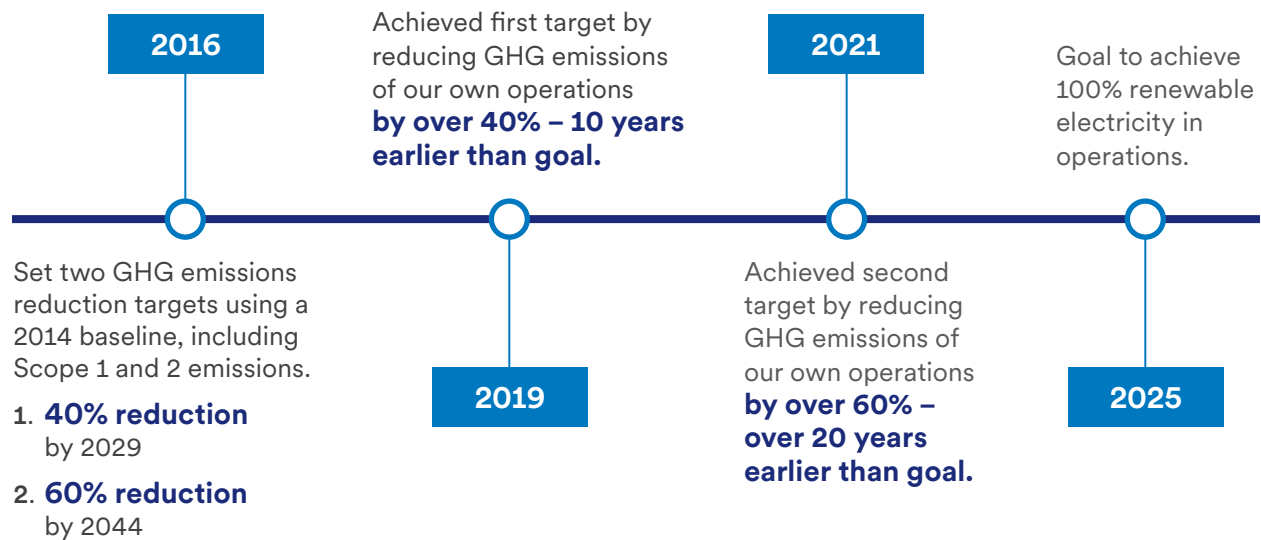 2016
Set two GHG emissions
reduction targets using a
2014 baseline, including
Scope 1 and 2 emissions.
1. 40% reduction
by 2029
2. 60% reduction
by 2044
Achieved first target by
reducing GHG emissions
of our own operations
by over 40% – 10 years
earlier than goal.
2019
2021
Achieved second
target by reducing
GHG emissions of
our own operations
by over 60% –
over 20 years
earlier than goal.
Goal to achieve
100% renewable
electricity in
operations.
2025